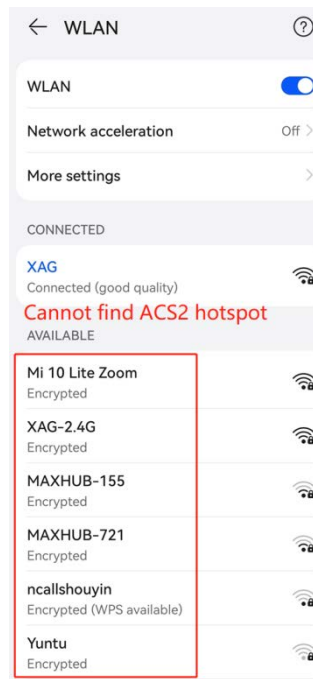 WLAN
WLAN
Network acceleration Off
More settings
CONNECTED
XAG
Connected (good quality)
Cannot find ACS2 hotspot
AVAILABLE
Mi 10 Lite Zoom
Encrypted
XAG-2.4G
Encrypted
MAXHUB-155
Encrypted
MAXHUB-721
Encrypted
ncallshouyin
Encrypted (WPS available)
Yuntu
Encrypted